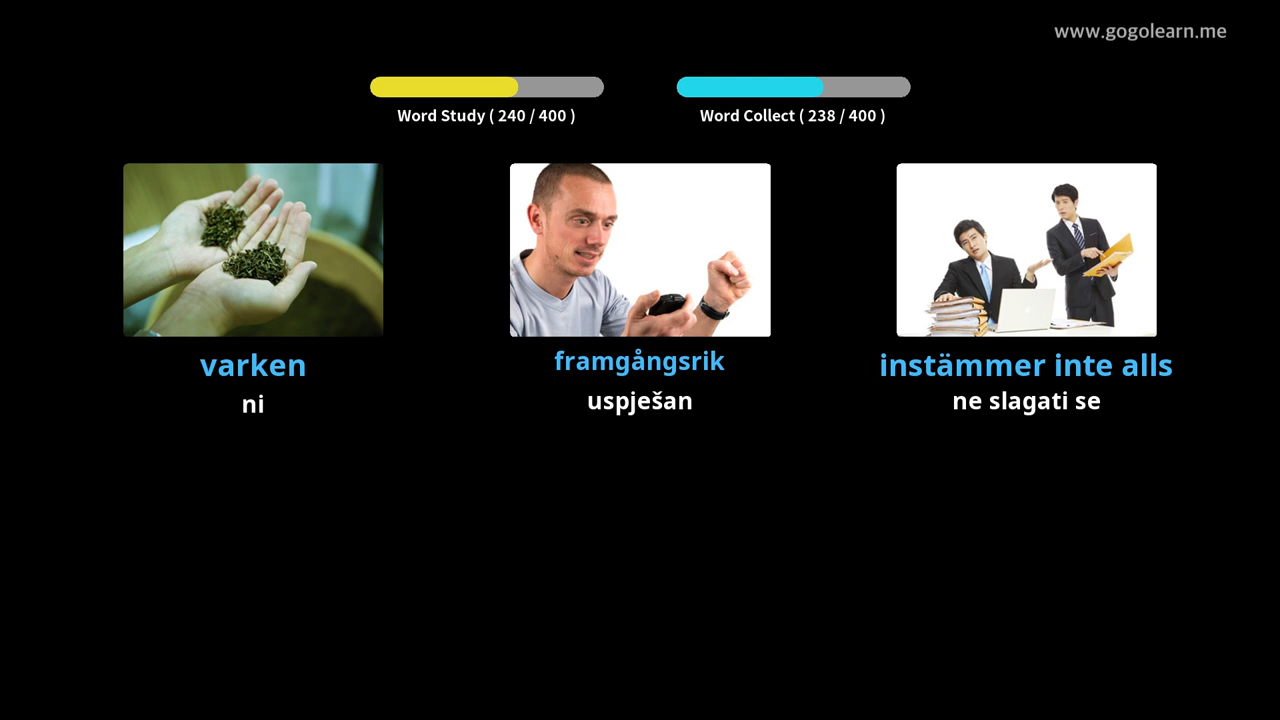 www.gogolearn.me
Word Study ( 240 / 400 )
Word Collect ( 238 / 400 )
varken
framgångsrik
instämmer inte alls
ni
uspješan
ne slagati se